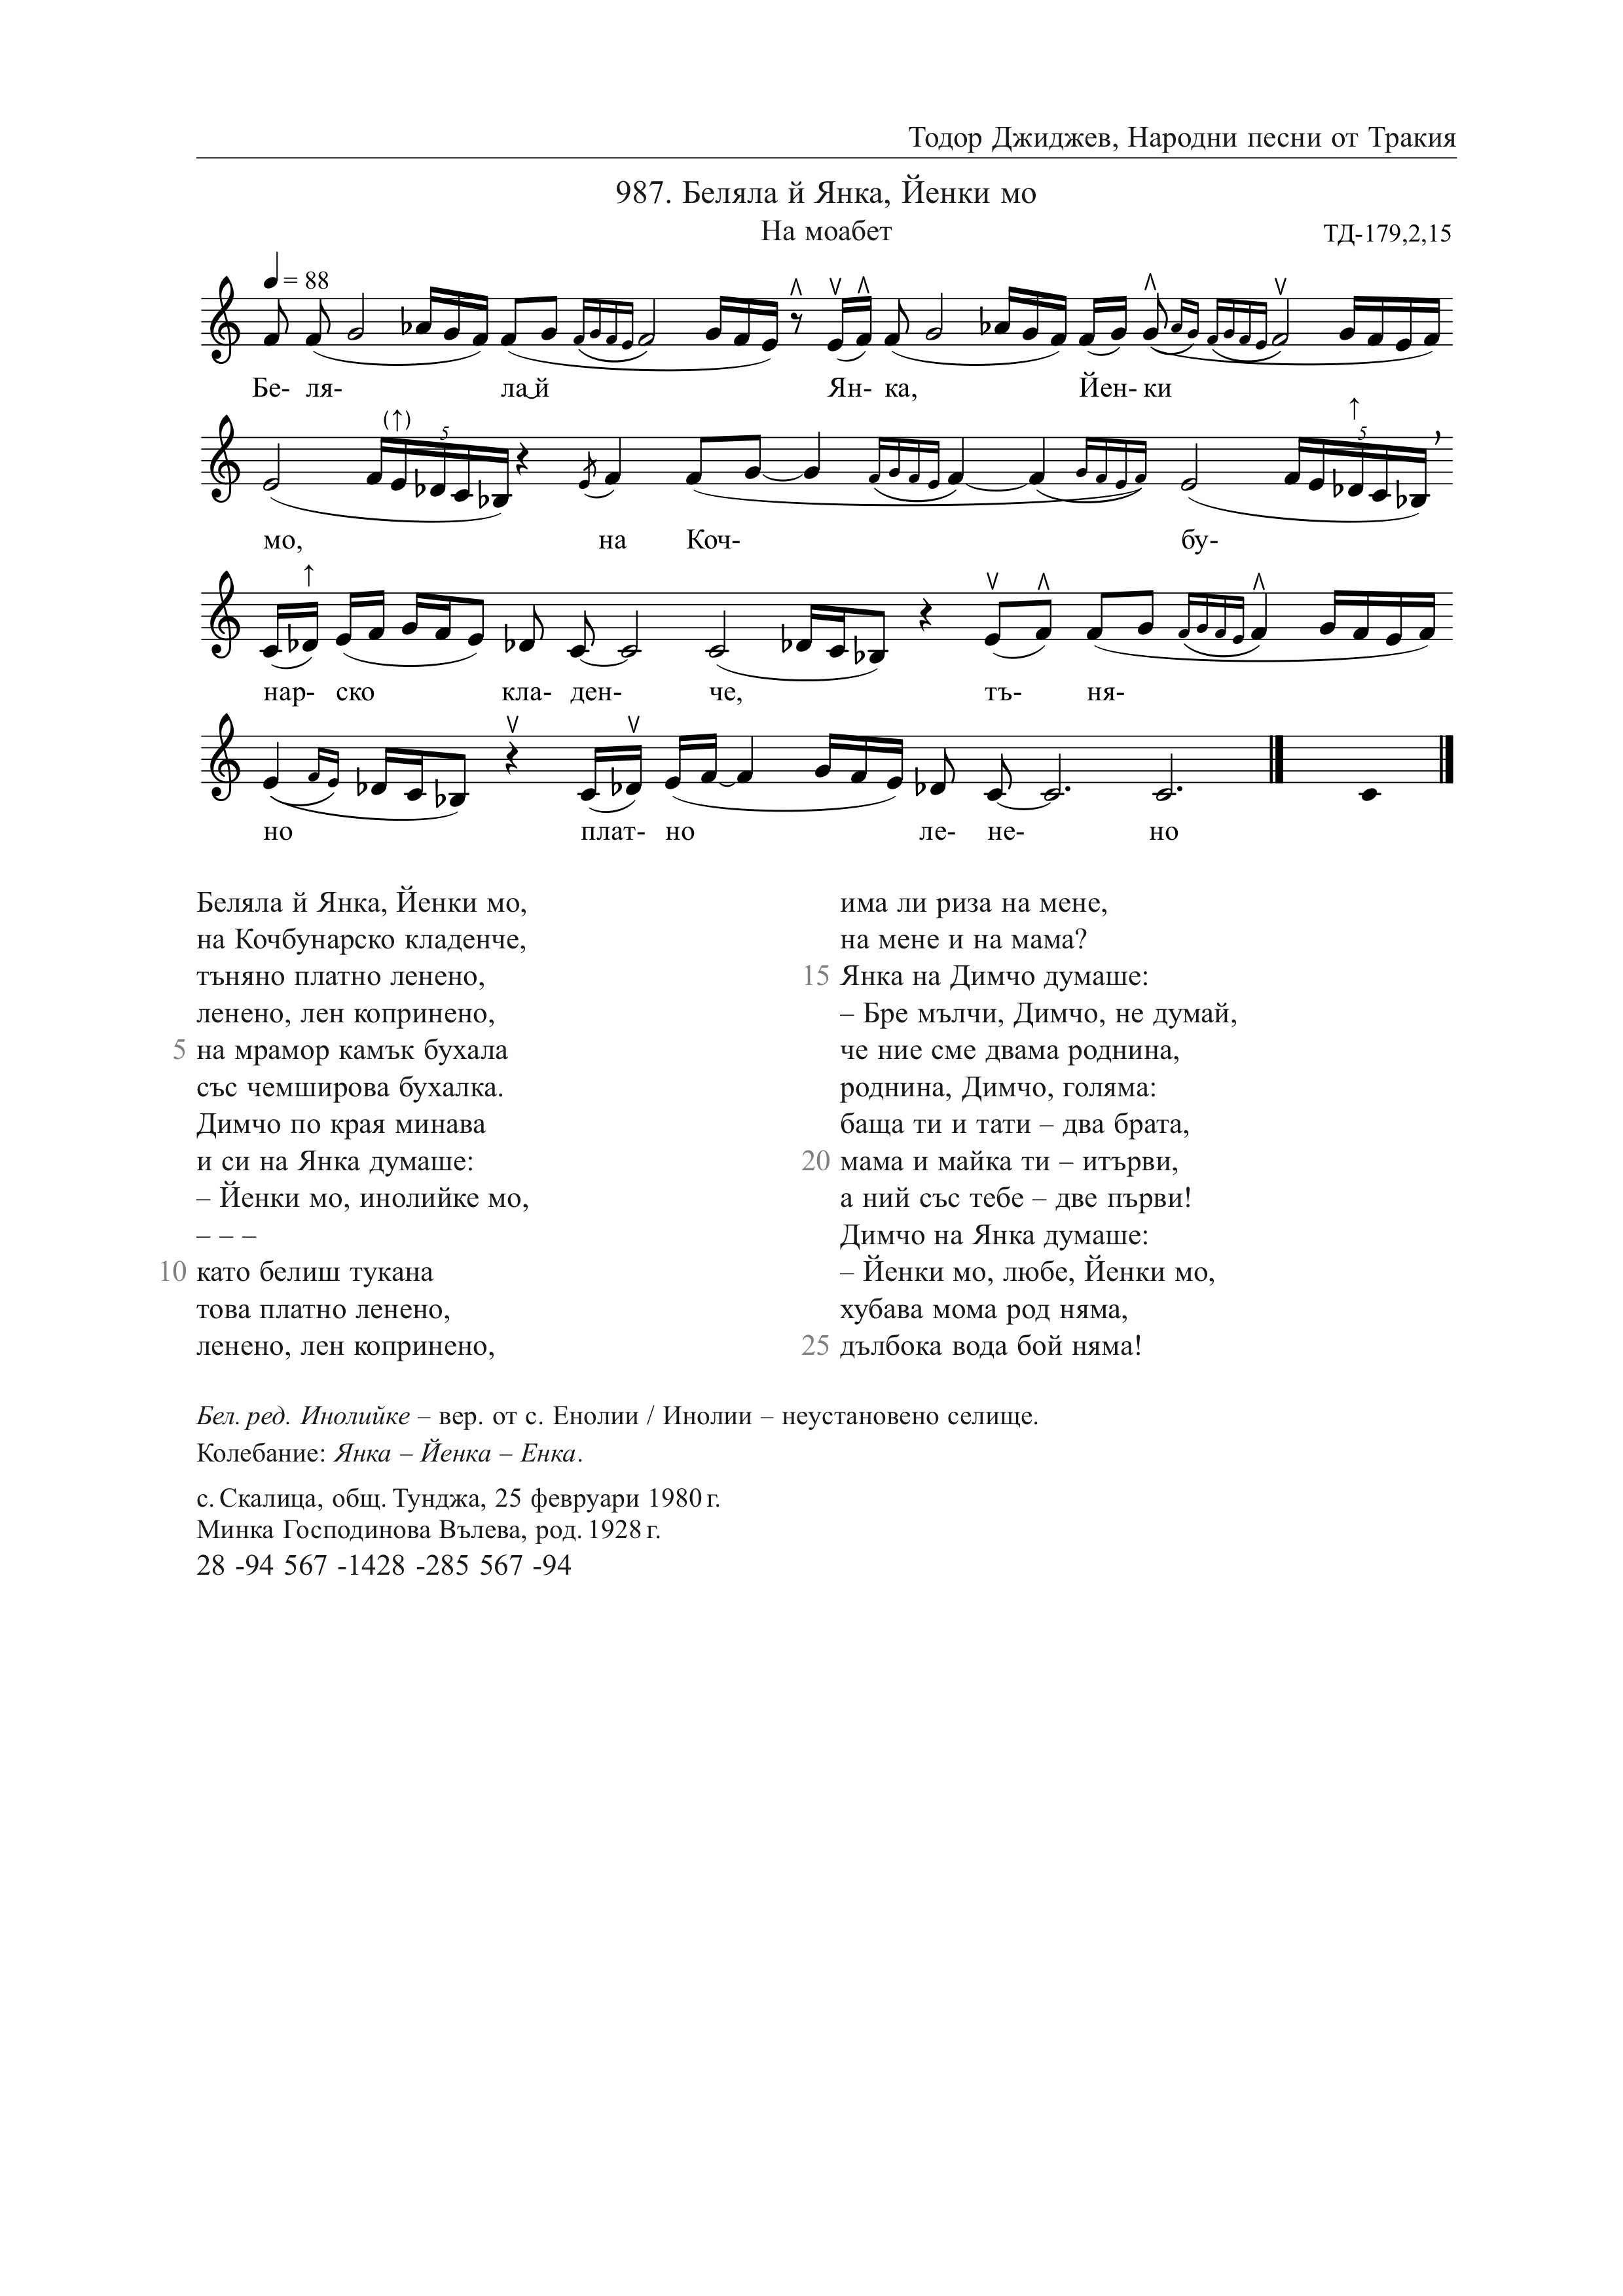 Тодор Джиджев, Народни песни от Тракия
987. Беляла й Янка, Йенки мо
На моабет
ТД-179,2,15
= 88
Бе- ля- ла й Ян- ка, Йен- ки
(↑) 5 ↑ 5
мо, на Коч- бу-
↑
нар- ско кла- ден- че, тъ- ня-
но плат- но ле- не- но
Беляла й Янка, Йенки мо,
на Кочбунарско кладенче,
тъняно платно ленено,
ленено, лен копринено,
5 на мрамор камък бухала
със чемширова бухалка.
Димчо по края минава
и си на Янка думаше:
– Йенки мо, инолийке мо,
– – –
10 като белиш тукана
това платно ленено,
ленено, лен копринено,
има ли риза на мене,
на мене и на мама?
15 Янка на Димчо думаше:
– Бре мълчи, Димчо, не думай,
че ние сме двама роднина,
роднина, Димчо, голяма:
баща ти и тати – два брата,
20 мама и майка ти – итърви,
а ний със тебе – две първи!
Димчо на Янка думаше:
– Йенки мо, любе, Йенки мо,
хубава мома род няма,
25 дълбока вода бой няма!
Бел. ред. Инолийке – вер. от с. Енолии / Инолии – неустановено селище.
Колебание: Янка – Йенка – Енка.
с. Скалица, общ. Тунджа, 25 февруари 1980 г.
Минка Господинова Вълева, род. 1928 г.
28 -94 567 -1428 -285 567 -94